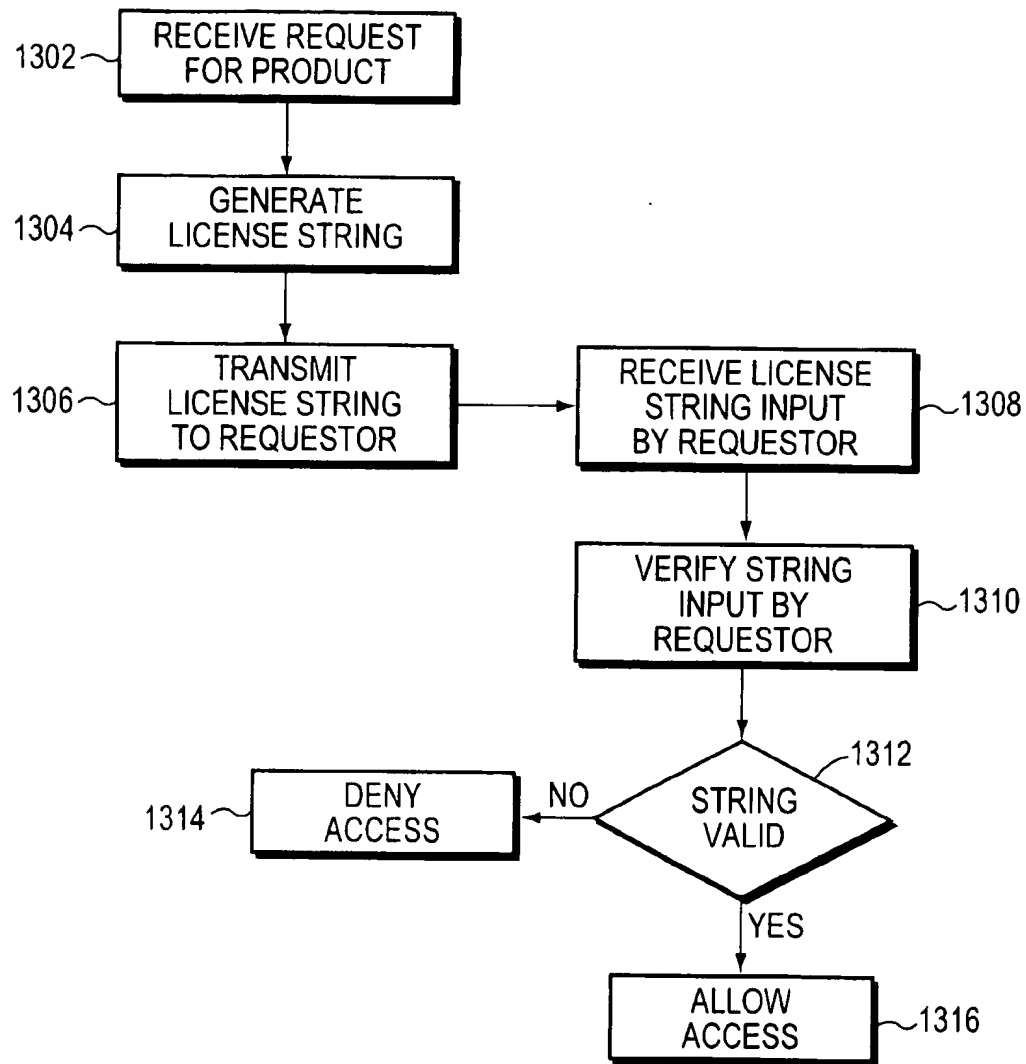 RECEIVE REQUEST
FOR PRODUCT
1302
GENERATE
LICENSE STRING
1304
TRANSMIT
LICENSE STRING
TO REQUESTOR
1306
RECEIVE LICENSE
STRING INPUT
BY REQUESTOR
1308
VERIFY STRING
INPUT BY
REQUESTOR
1310
1312
STRING
VALID
NO
DENY
ACCESS
1314
YES
ALLOW
ACCESS
1316